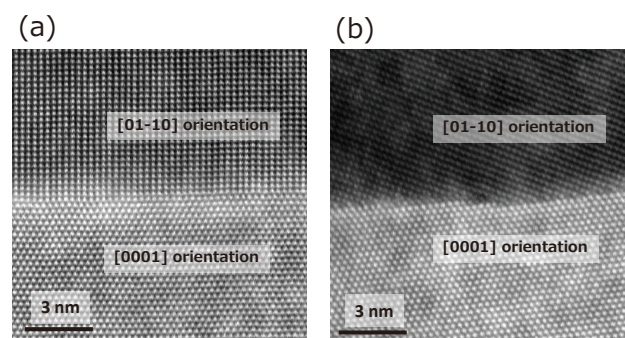 (a)
[01-10] orientation
[0001] orientation
3 nm
(b)
[01-10] orientation
[0001] orientation
3 nm